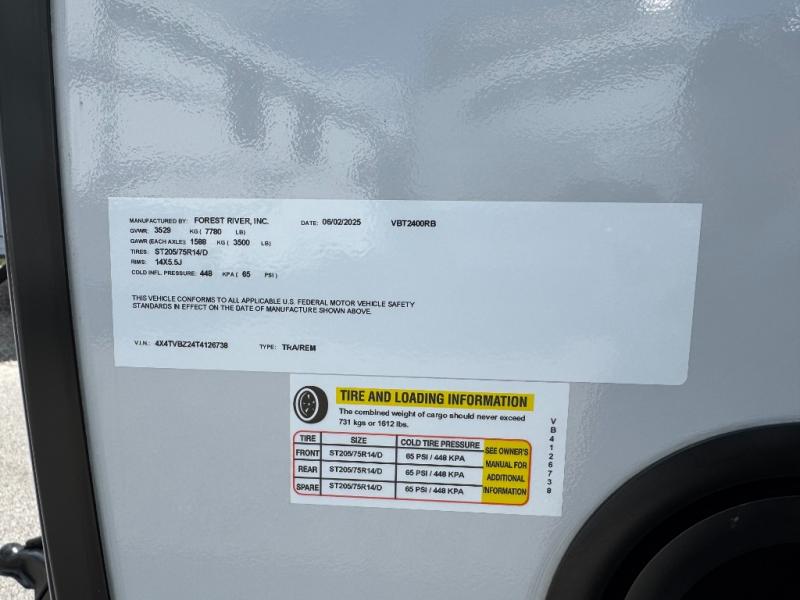 MANUFACTURED BY: FOREST RIVER, INC. DATE: 06/02/2025 VBT2400RB
GVWR: 3529 KG ( 7780 LB)
GAWR (EACH AXLE): 1588 KG ( 3500 LB)
TIRES: ST205/75R14/D
RIMS: 14X5.5J
COLD INFL. PRESSURE: 448 KPA ( 65 PSI )
THIS VEHICLE CONFORMS TO ALL APPLICABLE U.S. FEDERAL MOTOR VEHICLE SAFETY
STANDARDS IN EFFECT ON THE DATE OF MANUFACTURE SHOWN ABOVE.
V.I.N.: 4X4TVBZ24T4126738 TYPE: TRA/REM
TIRE AND LOADING INFORMATION
The combined weight of cargo should never exceed
731 kgs or 1612 lbs.
TIRE SIZE COLD TIRE PRESSURE
FRONT ST205/75R14/D 65 PSI / 448 KPA
REAR ST205/75R14/D 65 PSI / 448 KPA
SPARE ST205/75R14/D 65 PSI / 448 KPA
SEE OWNER'S
MANUAL FOR
ADDITIONAL
INFORMATION
VB4126738